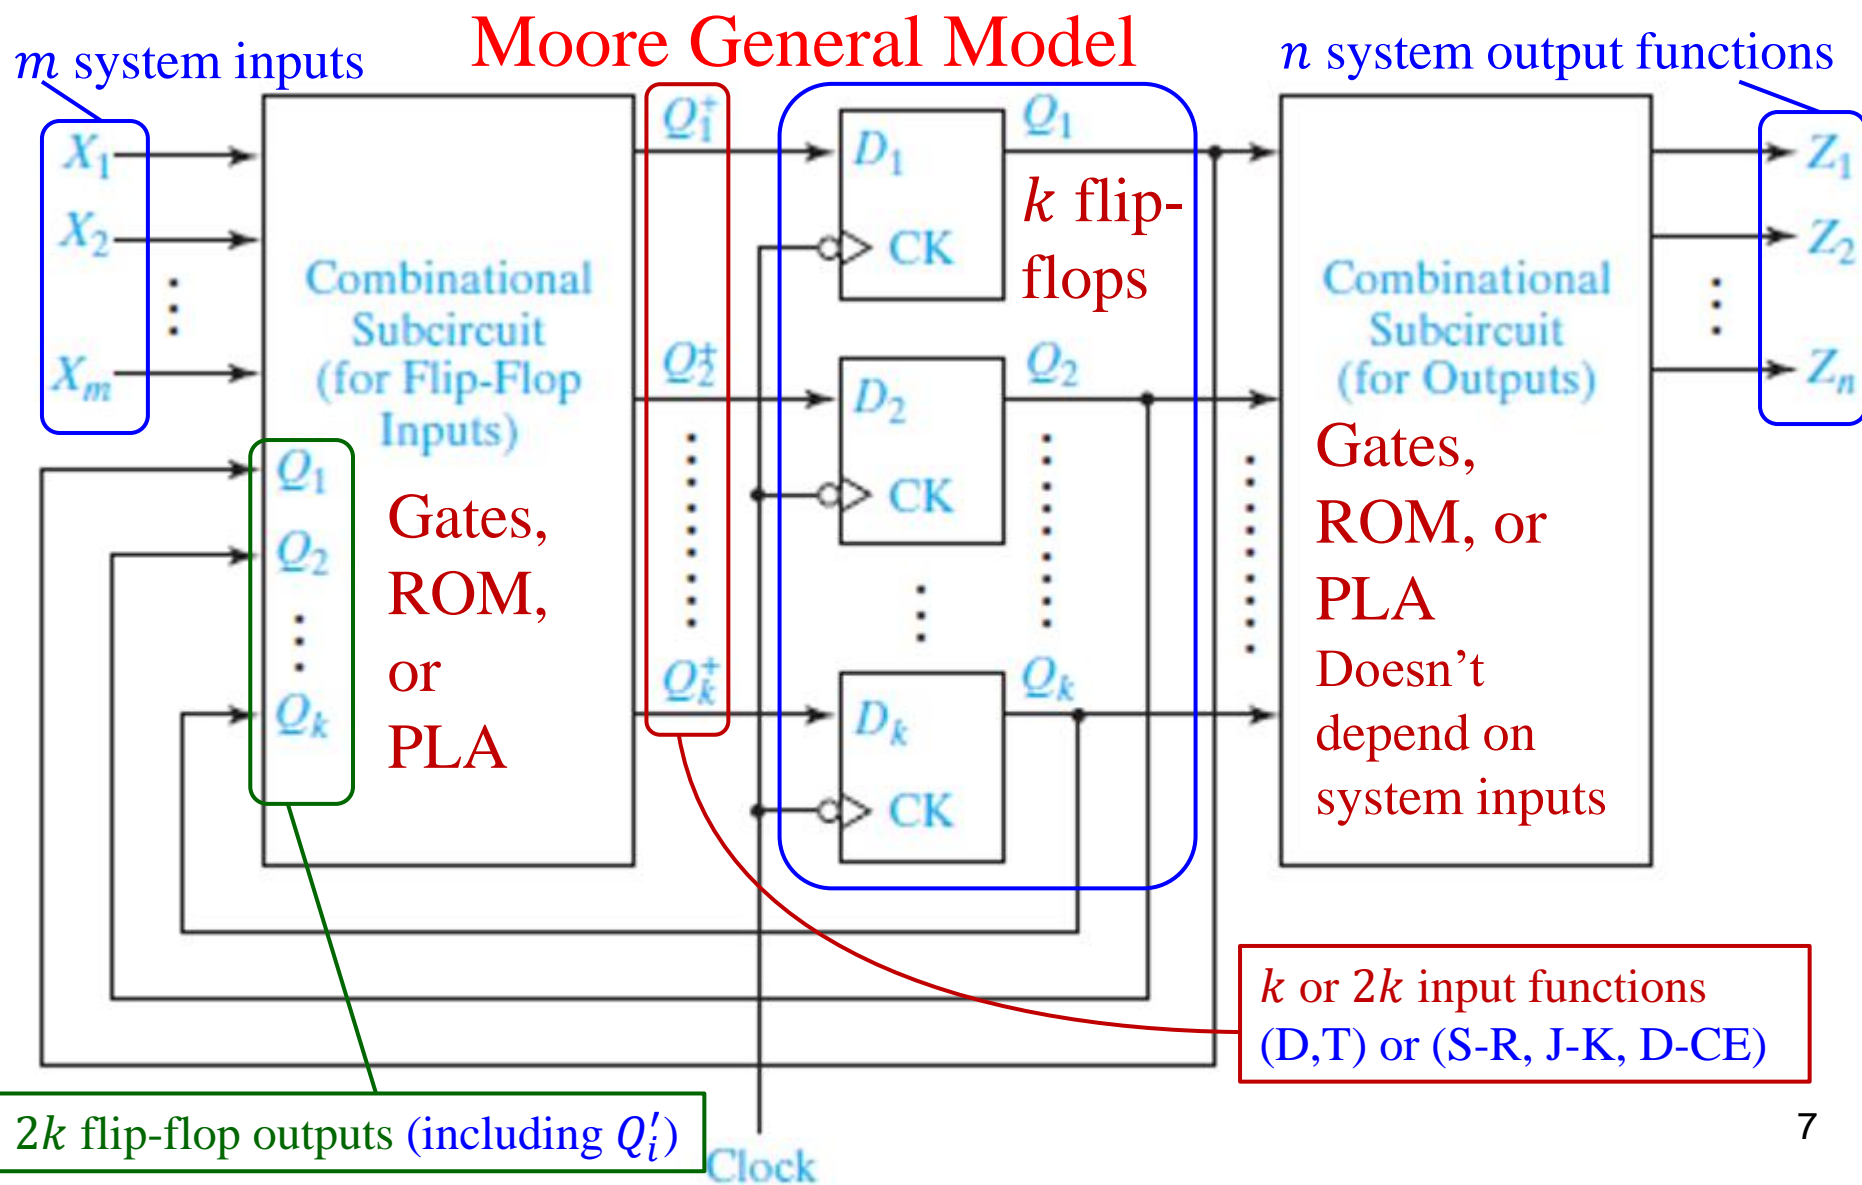 Moore General Model
m system inputs
n system output functions
X₁
X₂
Xₘ
Q₁
Q₂
Qₖ
Combinational
Subcircuit
(for Flip-Flop
Inputs)
Gates,
ROM,
or
PLA
Q₁⁺
Q₂⁺
Qₖ⁺
D₁
CK
D₂
CK
Dₖ
CK
Q₁
k flip-
flops
Q₂
Qₖ
Combinational
Subcircuit
(for Outputs)
Gates,
ROM, or
PLA
Doesn't
depend on
system inputs
Z₁
Z₂
Zₙ
k or 2k input functions
(D,T) or (S-R, J-K, D-CE)
2k flip-flop outputs (including Qᵢ′)
Clock
7